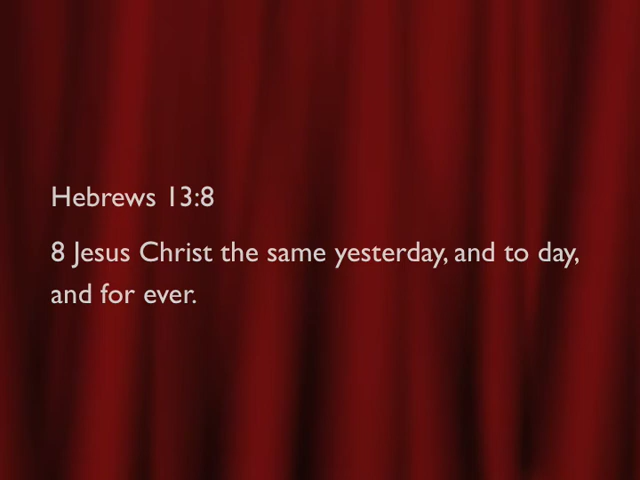 Hebrews 13:8
8 Jesus Christ the same yesterday, and to day,
and for ever.